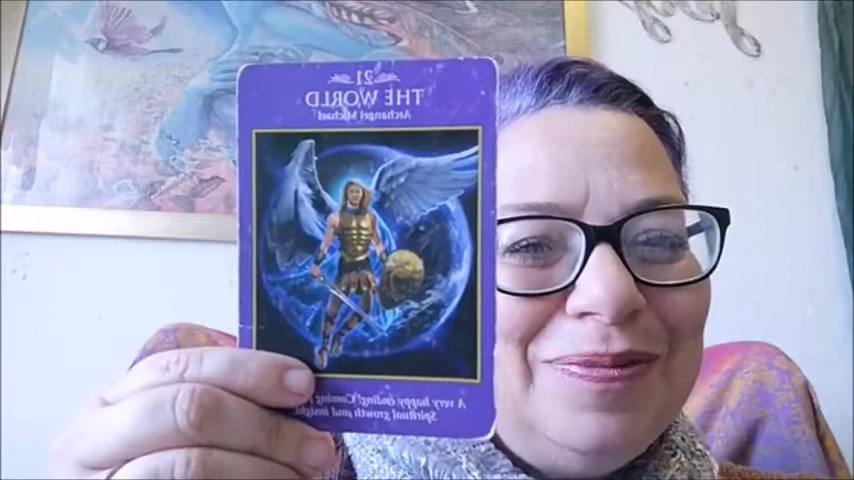 21
THE WORLD
Archangel Michael
A very happy ending! Coming
Spiritual growth and insight.